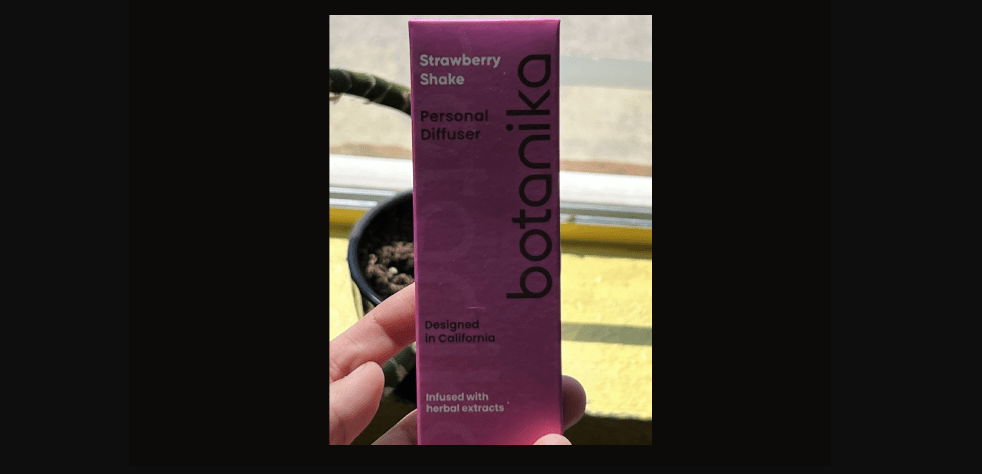 Strawberry
Shake
Personal
Diffuser
botanika
Designed
in California
Infused with
herbal extracts